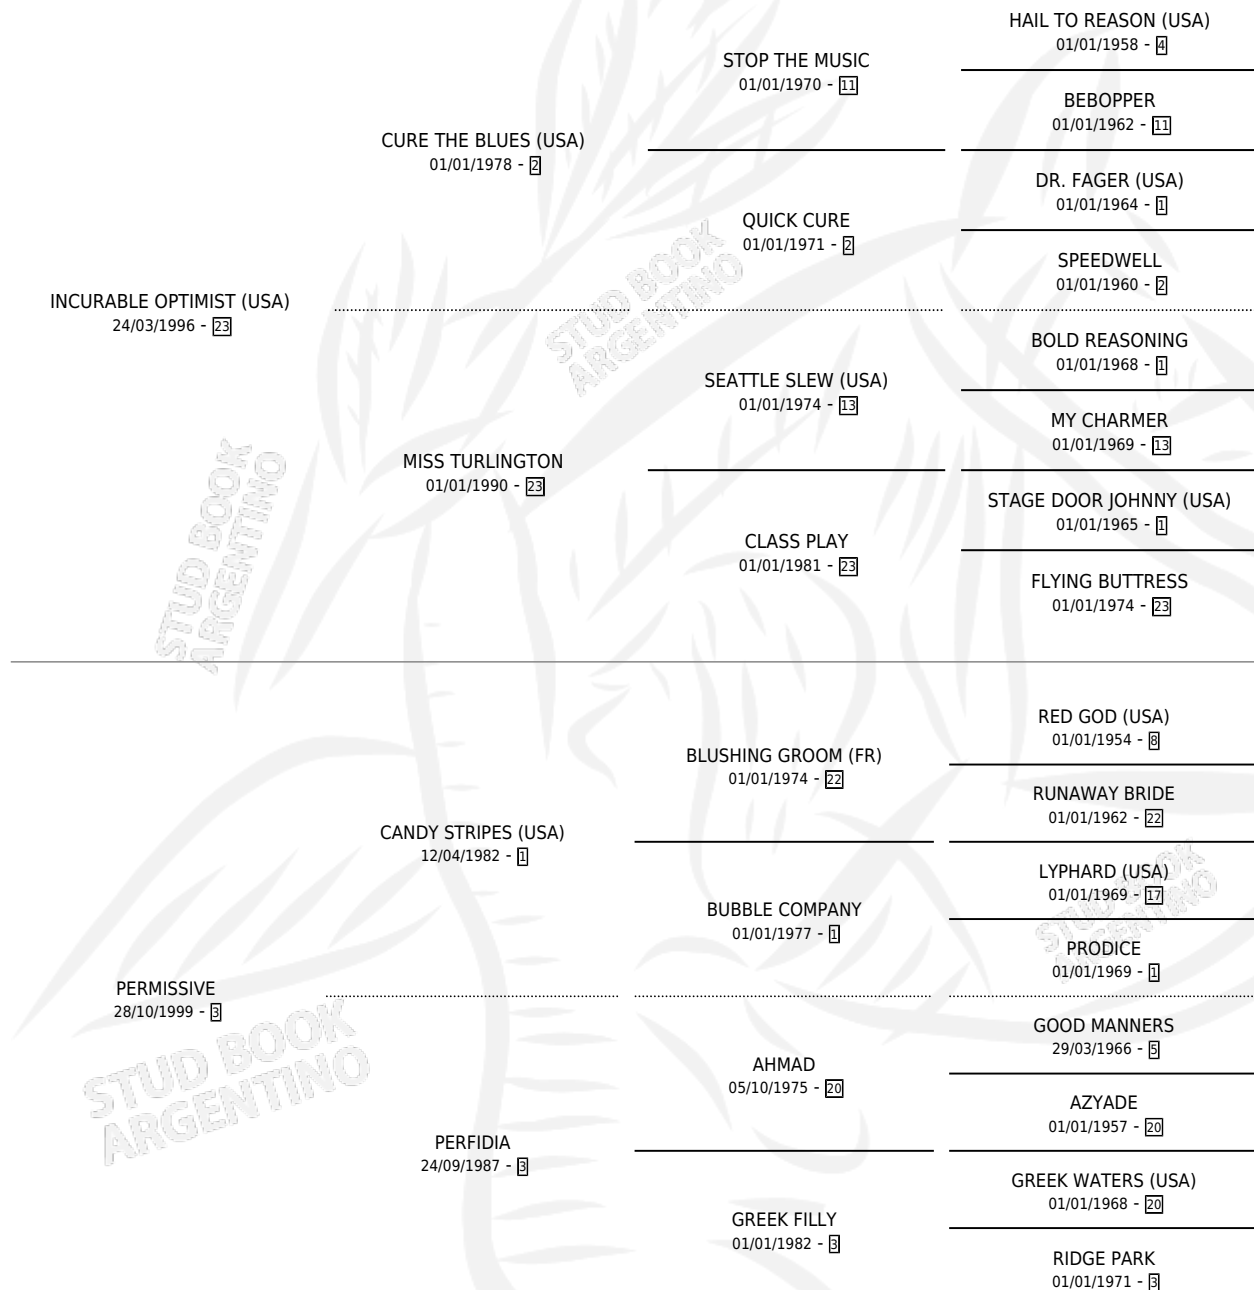 HAIL TO REASON (USA)
01/01/1958 - 4
STOP THE MUSIC
01/01/1970 - 11
BEBOPPER
01/01/1962 - 11
CURE THE BLUES (USA)
01/01/1978 - 2
DR. FAGER (USA)
01/01/1964 - 1
QUICK CURE
01/01/1971 - 2
SPEEDWELL
01/01/1960 - 2
INCURABLE OPTIMIST (USA)
24/03/1996 - 23
BOLD REASONING
01/01/1968 - 1
SEATTLE SLEW (USA)
01/01/1974 - 13
MY CHARMER
01/01/1969 - 13
MISS TURLINGTON
01/01/1990 - 23
STAGE DOOR JOHNNY (USA)
01/01/1965 - 1
CLASS PLAY
01/01/1981 - 23
FLYING BUTTRESS
01/01/1974 - 23
RED GOD (USA)
01/01/1954 - 8
BLUSHING GROOM (FR)
01/01/1974 - 22
RUNAWAY BRIDE
01/01/1962 - 22
CANDY STRIPES (USA)
12/04/1982 - 1
LYPHARD (USA)
01/01/1969 - 17
BUBBLE COMPANY
01/01/1977 - 1
PRODICE
01/01/1969 - 1
PERMISSIVE
28/10/1999 - 3
GOOD MANNERS
29/03/1966 - 5
AHMAD
05/10/1975 - 20
AZYADE
01/01/1957 - 20
PERFIDIA
24/09/1987 - 3
GREEK WATERS (USA)
01/01/1968 - 20
GREEK FILLY
01/01/1982 - 3
RIDGE PARK
01/01/1971 - 3
STUD BOOK
ARGENTINO
STUD BOOK
ARGENTINO
STUD BOOK
ARGENTINO
STUD BOOK
ARGENTINO